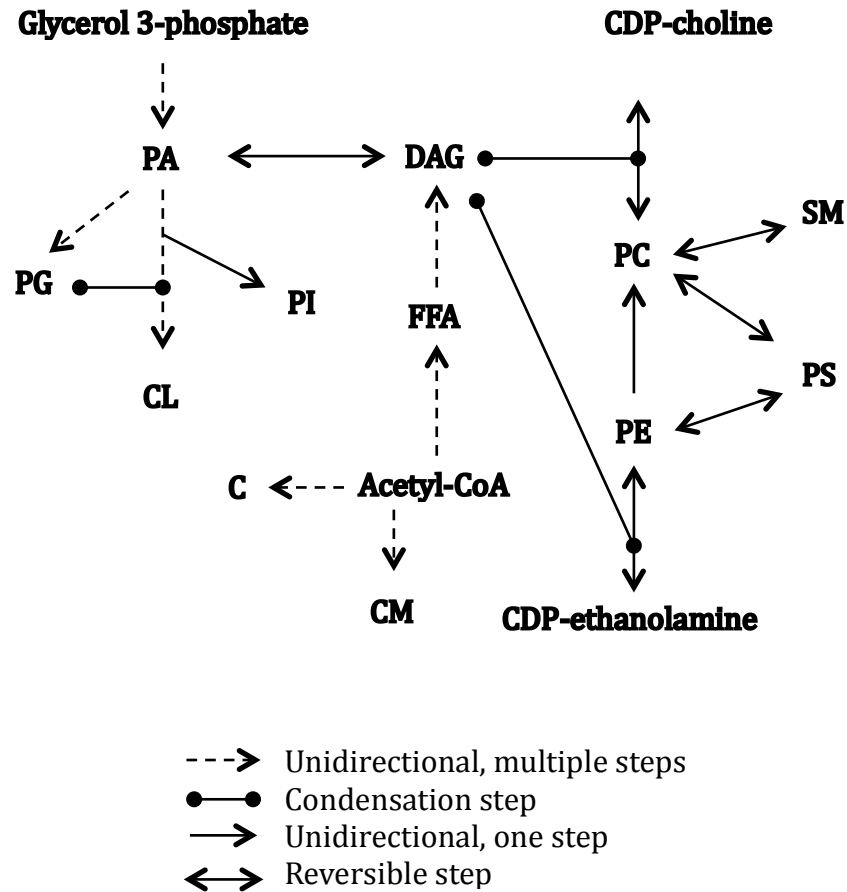 Glycerol 3-phosphate
CDP-choline
PA
DAG
SM
PC
PG
PI
FFA
PS
CL
PE
C
Acetyl-CoA
CM
CDP-ethanolamine
Unidirectional, multiple steps
Condensation step
Unidirectional, one step
Reversible step